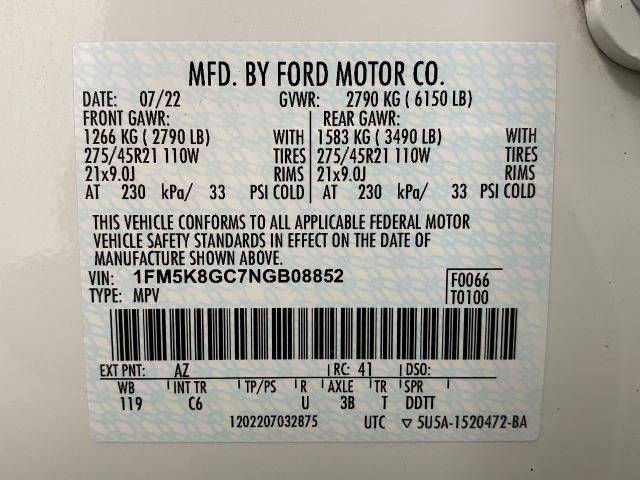 MFD. BY FORD MOTOR CO.
DATE: 07/22 GVWR: 2790 KG ( 6150 LB)
FRONT GAWR: REAR GAWR:
1266 KG ( 2790 LB) WITH 1583 KG ( 3490 LB) WITH
275/45R21 110W TIRES 275/45R21 110W TIRES
21x9.0J RIMS 21x9.0J RIMS
AT 230 kPa/ 33 PSI COLD AT 230 kPa/ 33 PSI COLD
THIS VEHICLE CONFORMS TO ALL APPLICABLE FEDERAL MOTOR
VEHICLE SAFETY STANDARDS IN EFFECT ON THE DATE OF
MANUFACTURE SHOWN ABOVE.
VIN: 1FM5K8GC7NGB08852 F0066
TYPE: MPV T0100
EXT PNT: AZ RC: 41 DSO:
WB INT TR TP/PS R AXLE TR SPR
119 C6 U 3B T DDTT
1202207032875 UTC ▽ 5U5A-1520472-BA